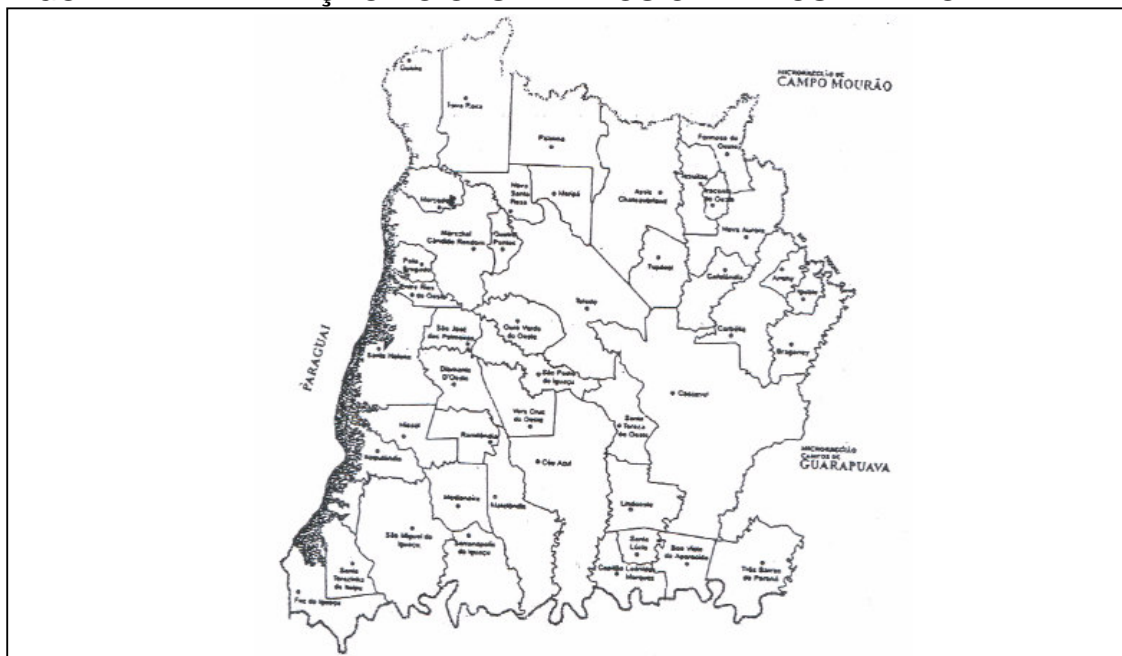 MICRORREGIÃO DE
CAMPO MOURÃO
Guaíra
Terra Roxa
Palotina
Formosa do
Oeste
Jesuítas
Iracema
do Oeste
Nova
Santa
Rosa
Maripá
Assis
Chateaubriand
Mercedes
Marechal
Cândido Rondon
Quatro
Pontes
Nova Aurora
Tupãssi
Cafelândia
Anahy
Iguatu
Pato
Bragado
Entre Rios
do Oeste
Toledo
Corbélia
Braganey
São José
das Palmeiras
Ouro Verde
do Oeste
PARAGUAI
Santa Helena
Diamante
D'Oeste
São Pedro
do Iguaçu
Cascavel
Vera Cruz
do Oeste
Santa
Tereza
do Oeste
Missal
Ramilândia
Itaipulândia
Céu Azul
MICRORREGIÃO
CAMPOS DE
GUARAPUAVA
Medianeira
Matelândia
Lindoeste
São Miguel do
Iguaçu
Serranópolis
do Iguaçu
Santa
Lúcia
Boa Vista
da Aparecida
Capitão Leônidas
Marques
Três Barras
do Paraná
Santa
Terezinha
de Itaipu
Foz do Iguaçu